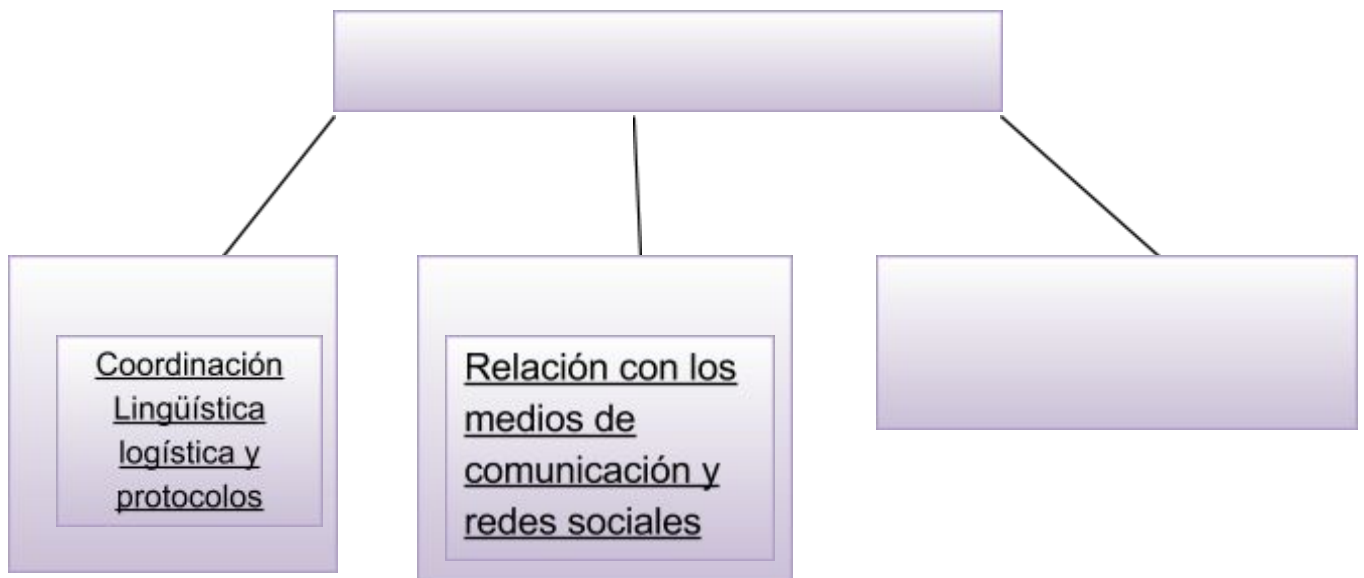 Coordinación
Lingüística
logística y
protocolos
Relación con los
medios de
comunicación y
redes sociales